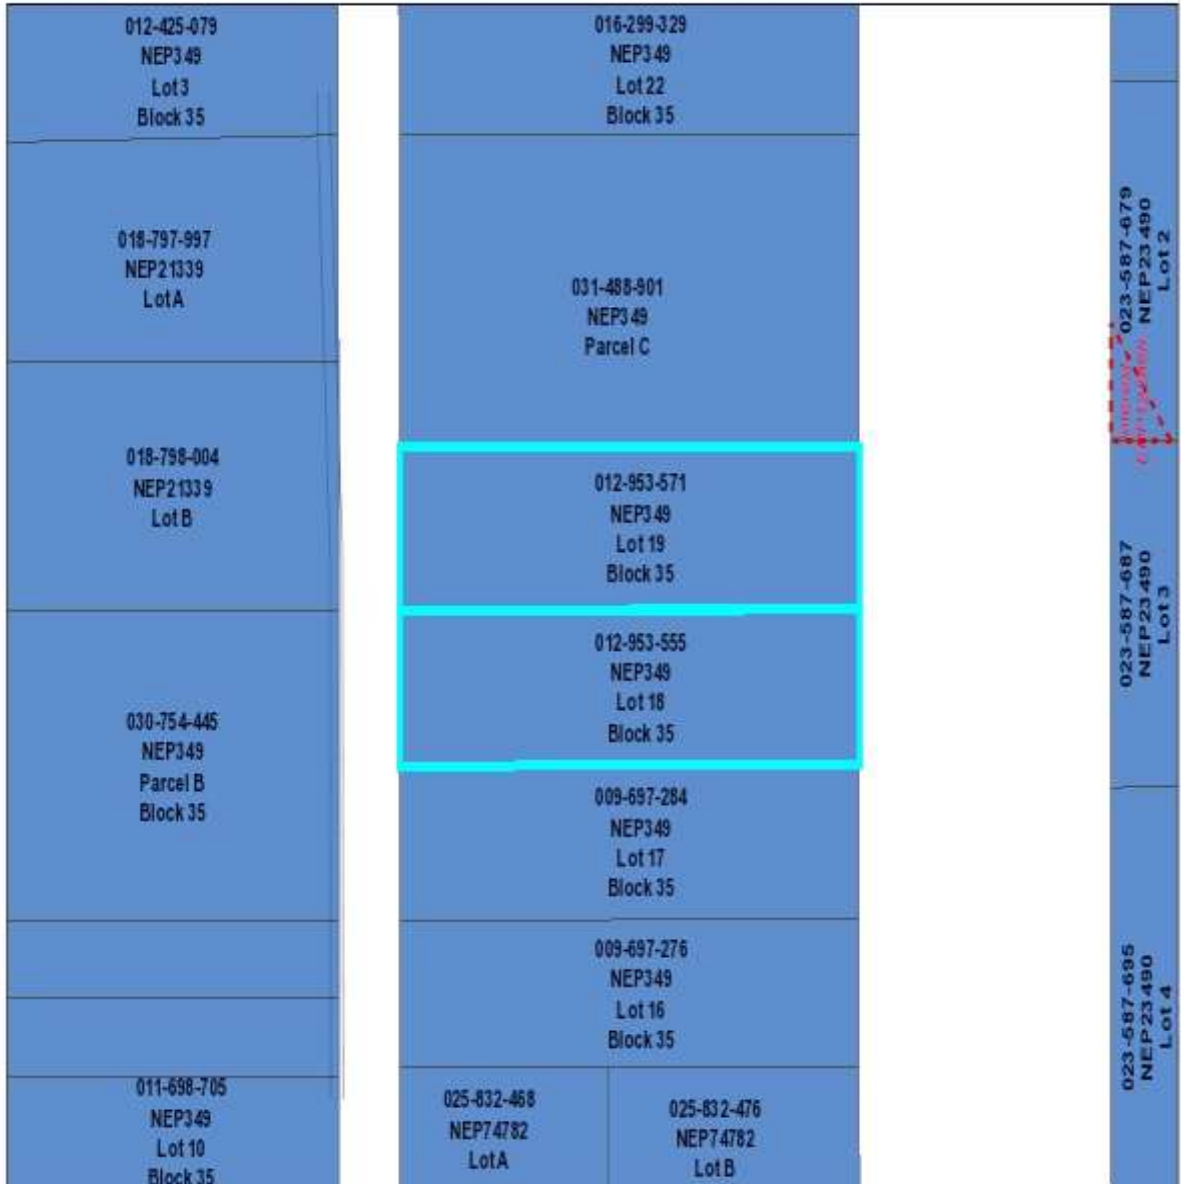 012-425-079
NEP349
Lot 3
Block 35
018-797-997
NEP21339
Lot A
018-798-004
NEP21339
Lot B
030-754-445
NEP349
Parcel B
Block 35
011-698-705
NEP349
Lot 10
Block 35
016-299-329
NEP349
Lot 22
Block 35
031-488-901
NEP349
Parcel C
012-953-571
NEP349
Lot 19
Block 35
012-953-555
NEP349
Lot 18
Block 35
009-697-284
NEP349
Lot 17
Block 35
009-697-276
NEP349
Lot 16
Block 35
025-832-468
NEP74782
Lot A
025-832-476
NEP74782
Lot B
023-587-679
NEP23490
Lot 2
023-587-687
NEP23490
Lot 3
023-587-695
NEP23490
Lot 4